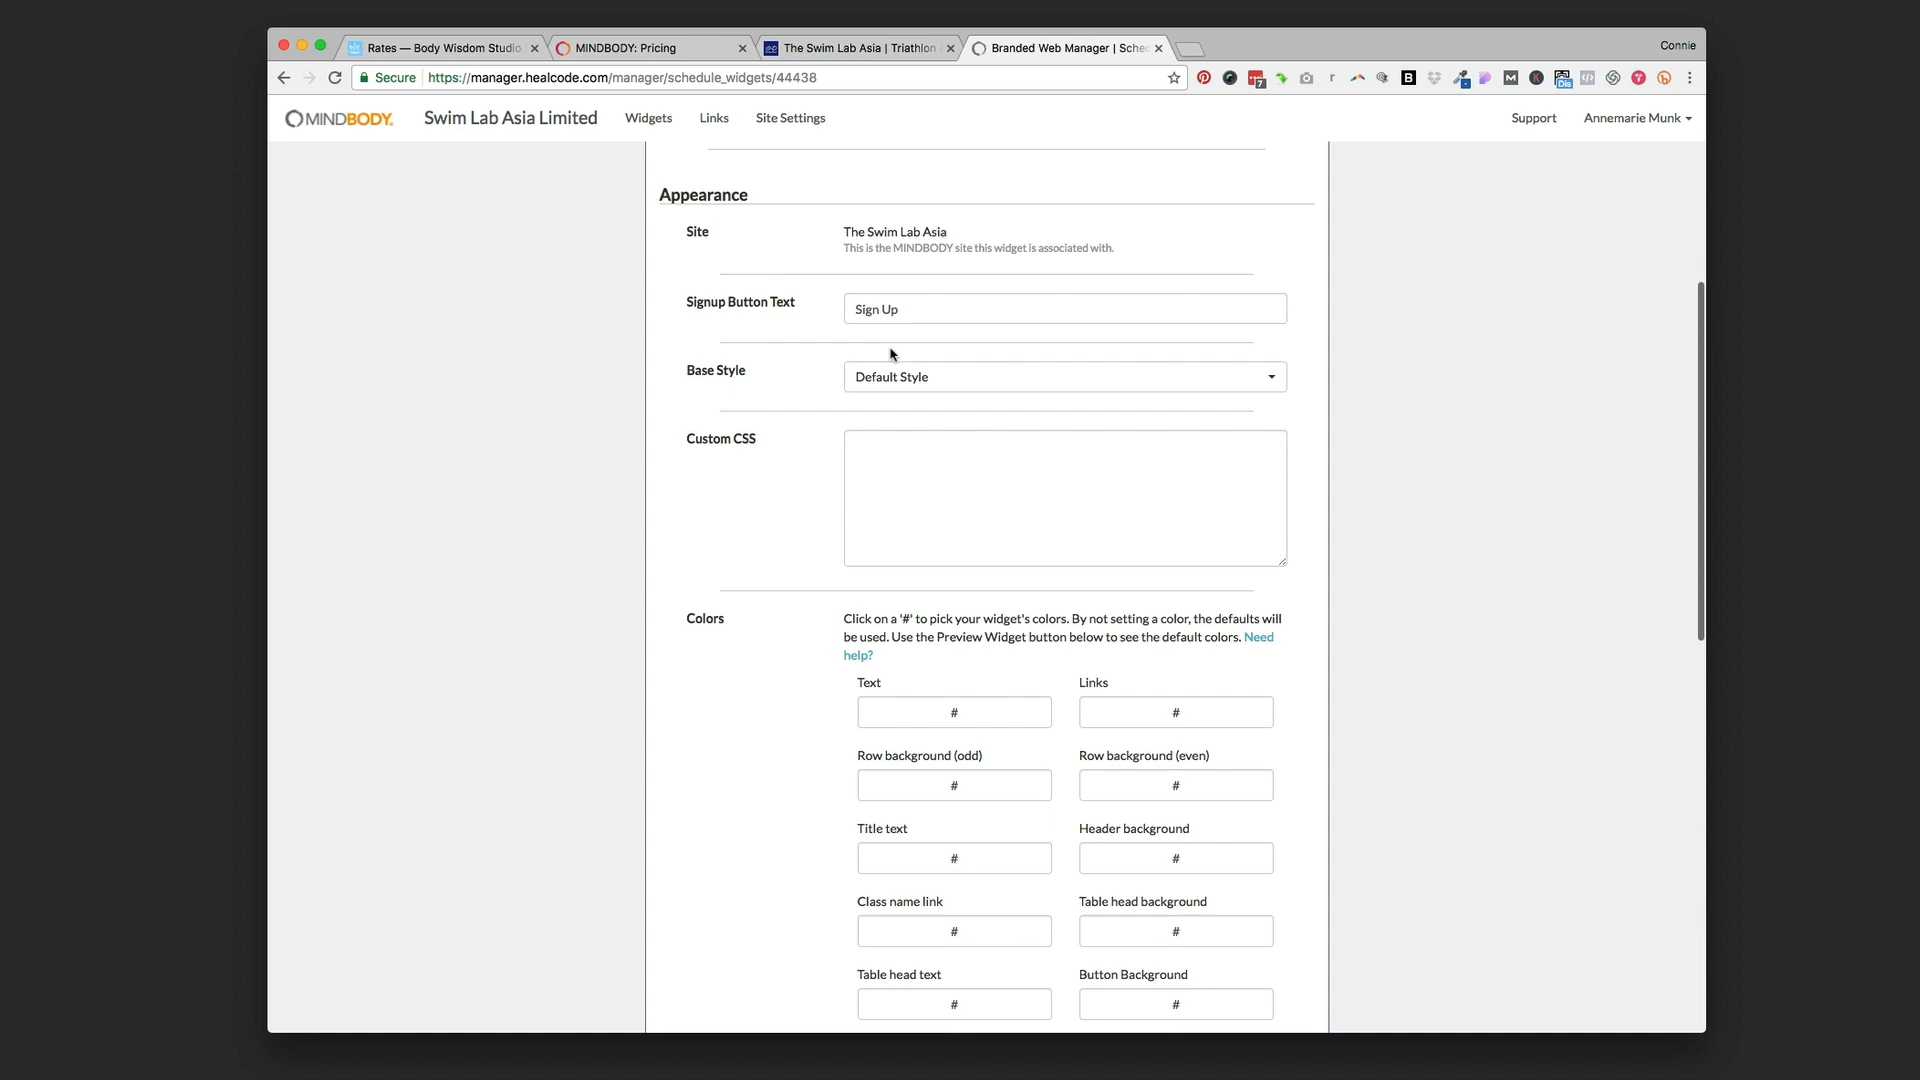 Rates — Body Wisdom Studio
MINDBODY: Pricing
The Swim Lab Asia | Triathlon
Branded Web Manager | Sched
Connie
Secure
https://manager.healcode.com/manager/schedule_widgets/44438
MINDBODY
Swim Lab Asia Limited
Widgets
Links
Site Settings
Support
Annemarie Munk
Appearance
Site
The Swim Lab Asia
This is the MINDBODY site this widget is associated with.
Signup Button Text
Sign Up
Base Style
Default Style
Custom CSS
Colors
Click on a '#' to pick your widget's colors. By not setting a color, the defaults will
be used. Use the Preview Widget button below to see the default colors. Need
help?
Text
Links
#
#
Row background (odd)
Row background (even)
#
#
Title text
Header background
#
#
Class name link
Table head background
#
#
Table head text
Button Background
#
#